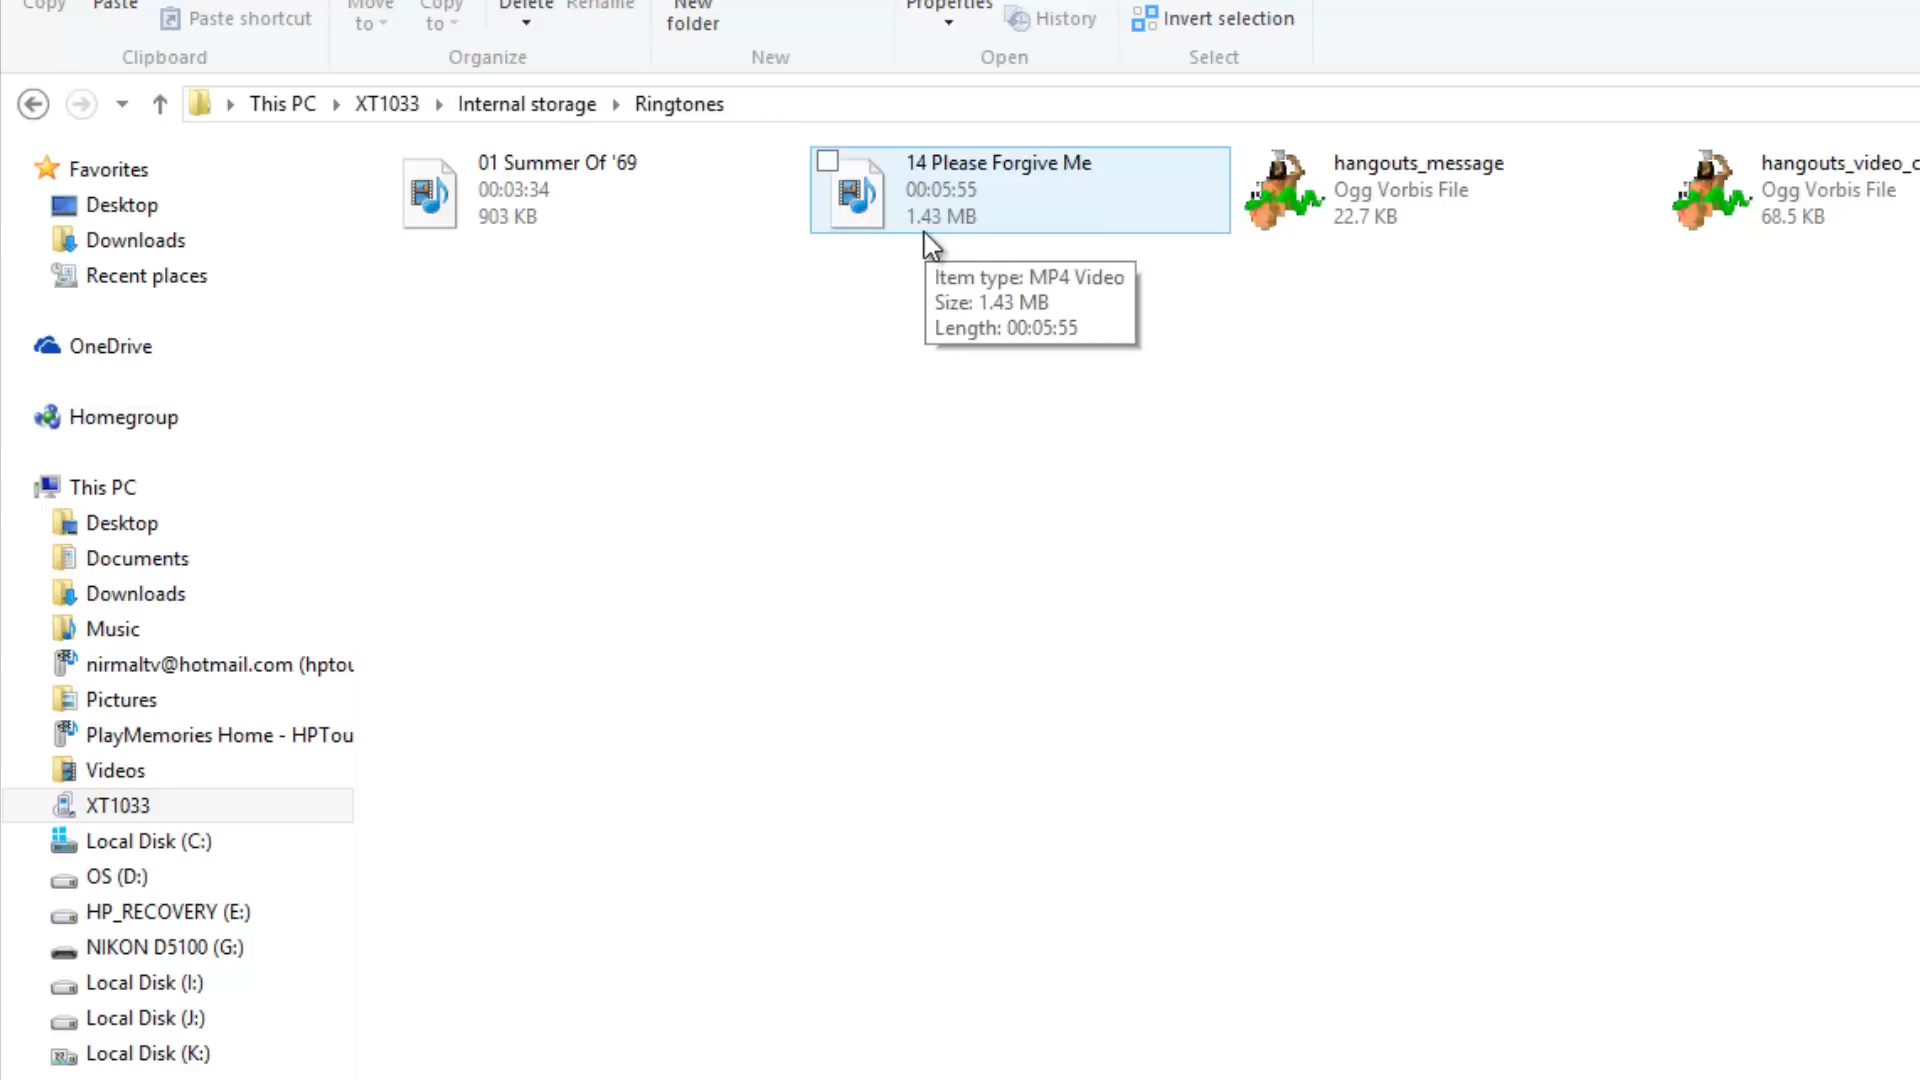 Copy Paste Paste shortcut Move to Copy to Delete Rename New folder Properties History Invert selection
Clipboard Organize New Open Select
This PC XT1033 Internal storage Ringtones
Favorites
Desktop
Downloads
Recent places
OneDrive
Homegroup
This PC
Desktop
Documents
Downloads
Music
nirmaltv@hotmail.com (hptou
Pictures
PlayMemories Home - HPTou
Videos
XT1033
Local Disk (C:)
OS (D:)
HP_RECOVERY (E:)
NIKON D5100 (G:)
Local Disk (I:)
Local Disk (J:)
Local Disk (K:)
01 Summer Of '69
00:03:34
903 KB
14 Please Forgive Me
00:05:55
1.43 MB
Item type: MP4 Video
Size: 1.43 MB
Length: 00:05:55
hangouts_message
Ogg Vorbis File
22.7 KB
hangouts_video_c
Ogg Vorbis File
68.5 KB